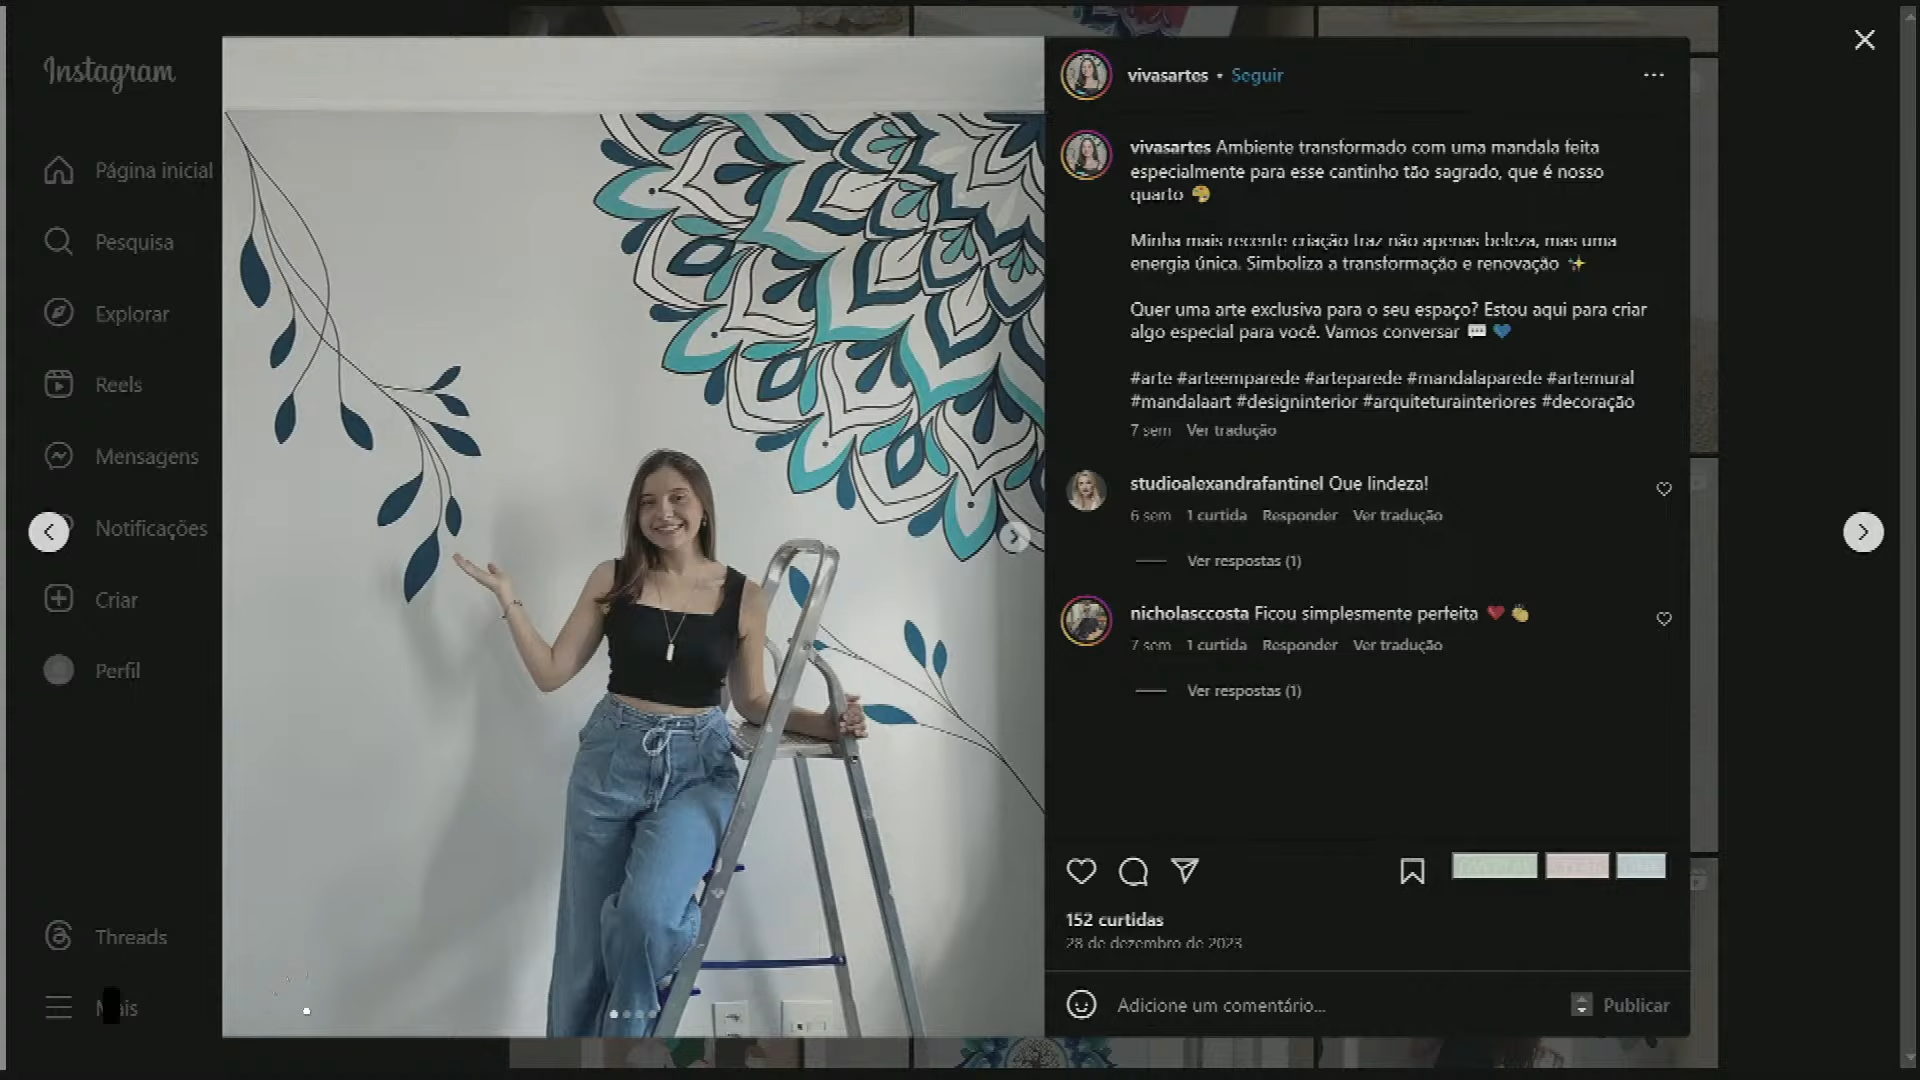 Instagram
Página inicial
Pesquisa
Explorar
Reels
Mensagens
Notificações
Criar
Perfil
Threads
vivasartes • Seguir
vivasartes Ambiente transformado com uma mandala feita
especialmente para esse cantinho tão sagrado, que é nosso
quarto 🎨
Minha mais recente criação traz não apenas beleza, mas uma
energia única. Simboliza a transformação e renovação ✨
Quer uma arte exclusiva para o seu espaço? Estou aqui para criar
algo especial para você. Vamos conversar 💬 💙
#arte #arteemparede #arteparede #mandalaparede #artemural
#mandalaart #designinterior #arquiteturainteriores #decoração
7 sem Ver tradução
studioalexandrafantinel Que lindeza!
6 sem 1 curtida Responder Ver tradução
Ver respostas (1)
nicholasccosta Ficou simplesmente perfeita ❤️ 👏
7 sem 1 curtida Responder Ver tradução
Ver respostas (1)
152 curtidas
28 de dezembro de 2023
Adicione um comentário...
Publicar